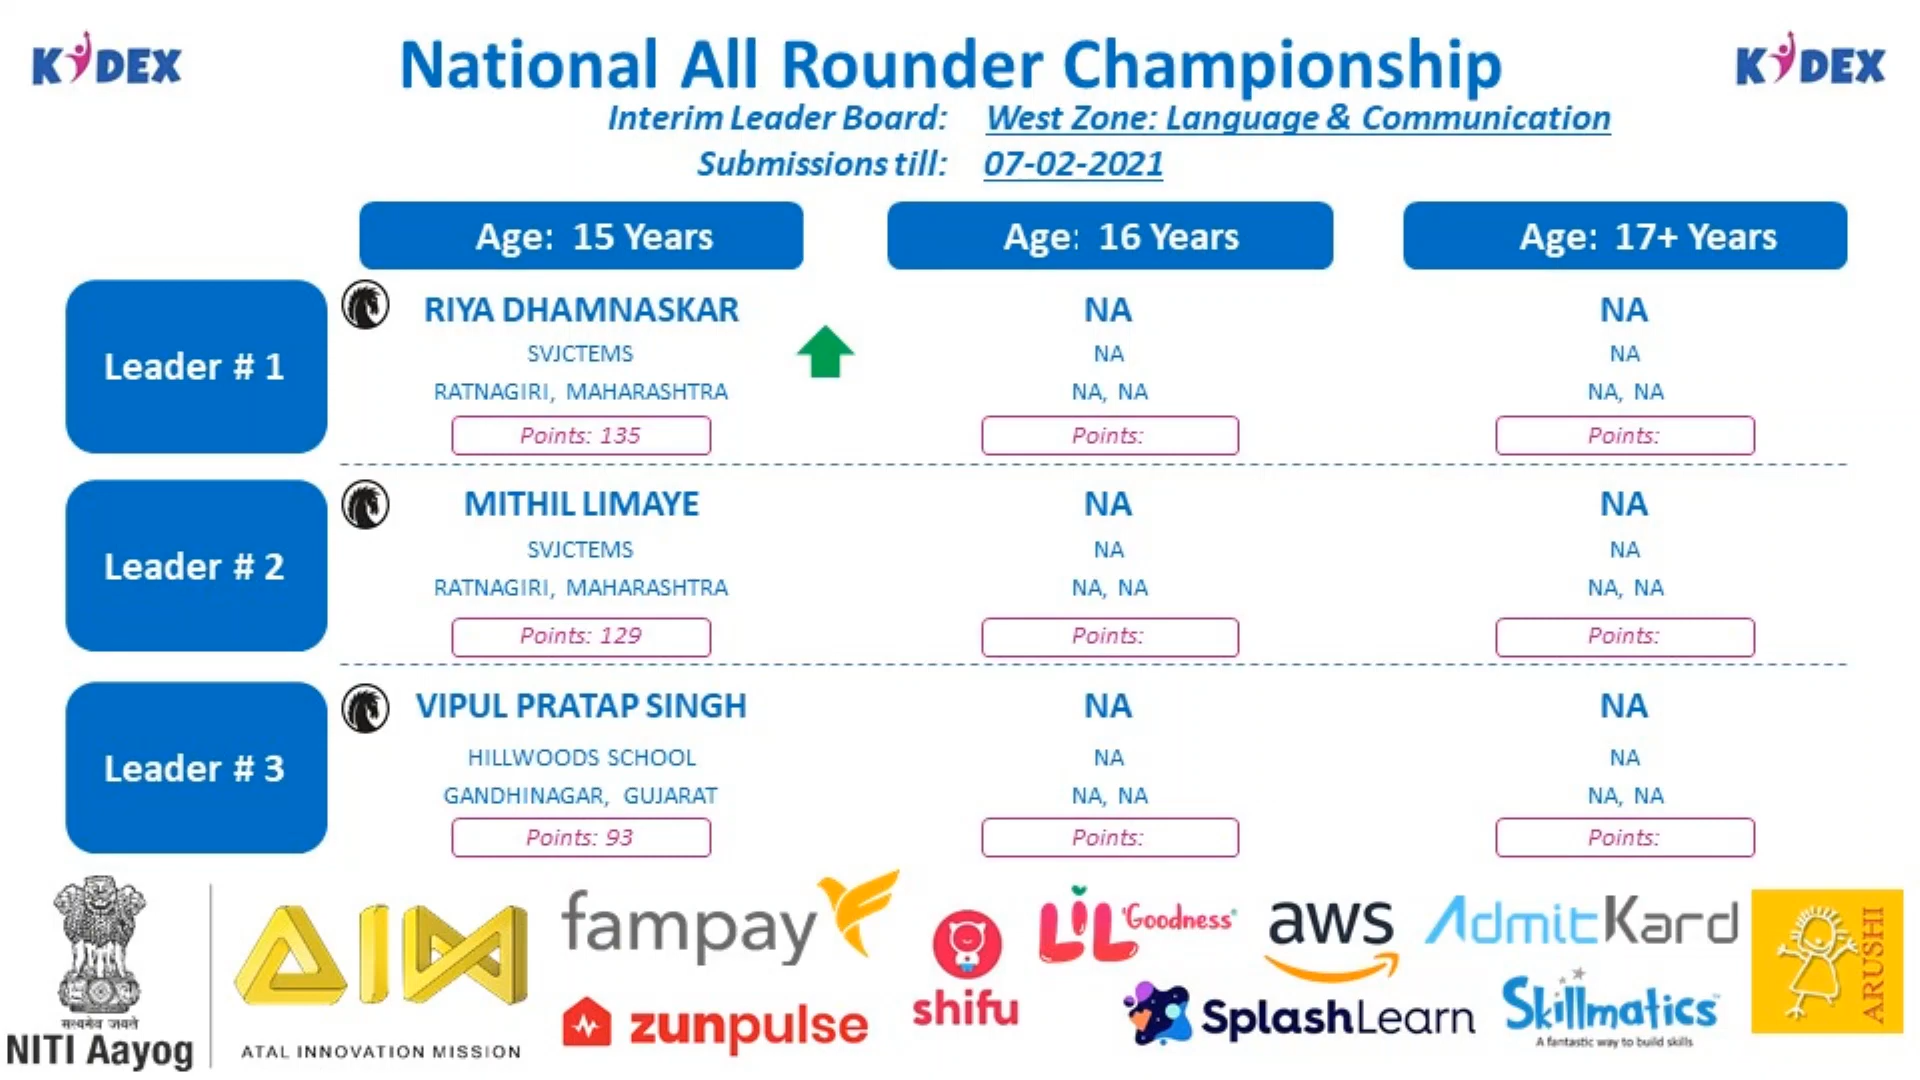 KIDEX
National All Rounder Championship
KIDEX
Interim Leader Board: West Zone: Language & Communication
Submissions till: 07-02-2021
Age: 15 Years
Age: 16 Years
Age: 17+ Years
Leader # 1
RIYA DHAMNASKAR
SVJCTEMS
RATNAGIRI, MAHARASHTRA
Points: 135
NA
NA
NA, NA
Points:
NA
NA
NA, NA
Points:
Leader # 2
MITHIL LIMAYE
SVJCTEMS
RATNAGIRI, MAHARASHTRA
Points: 129
NA
NA
NA, NA
Points:
NA
NA
NA, NA
Points:
Leader # 3
VIPUL PRATAP SINGH
HILLWOODS SCHOOL
GANDHINAGAR, GUJARAT
Points: 93
NA
NA
NA, NA
Points:
NA
NA
NA, NA
Points:
सत्यमेव जयते
NITI Aayog
AIM
ATAL INNOVATION MISSION
fampay
zunpulse
shifu
LIL 'Goodness'
aws
SplashLearn
AdmitKard
Skillmatics
A fantastic way to build skills
ARUSHI